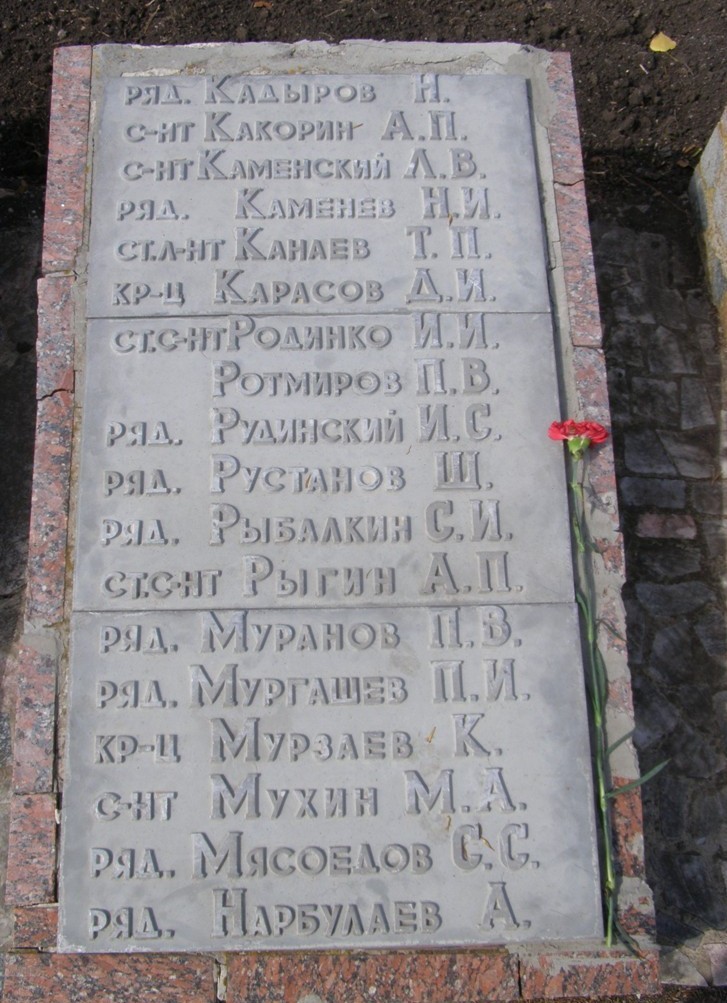 РЯД. КАДЫРОВ Н.
С-НТ КАКОРИН А.П.
С-НТ КАМЕНСКИЙ Л.В.
РЯД. КАМЕНЕВ Н.И.
СТ.Л-НТ КАНАЕВ Т.П.
КР-Ц КАРАСОВ Д.И.
СТ.С-НТ РОДИНКО И.И.
РОТМИРОВ П.В.
РЯД. РУДИНСКИЙ И.С.
РЯД. РУСТАНОВ Ш.
РЯД. РЫБАЛКИН С.И.
СТ.С-НТ РЫГИН А.П.
РЯД. МУРАНОВ П.В.
РЯД. МУРГАШЕВ П.И.
КР-Ц МУРЗАЕВ К.
С-НТ МУХИН М.А.
РЯД. МЯСОЕДОВ С.С.
РЯД. НАРБУЛАЕВ А.